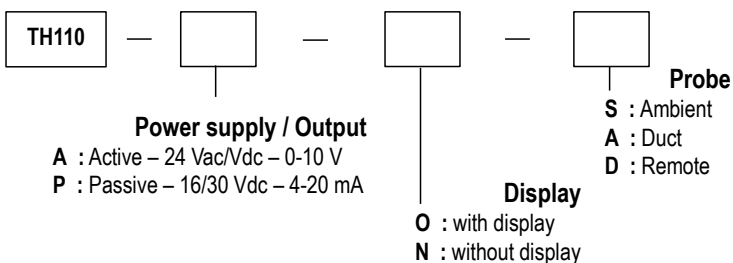 TH110 — — —
Power supply / Output
A : Active – 24 Vac/Vdc – 0-10 V
P : Passive – 16/30 Vdc – 4-20 mA
Display
O : with display
N : without display
Probe
S : Ambient
A : Duct
D : Remote